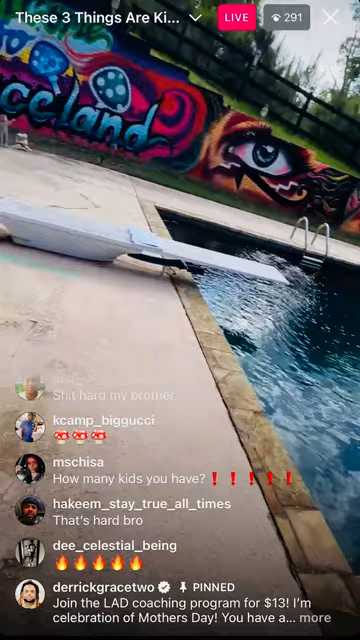 These 3 Things Are Ki...
LIVE
291
celand
Shit hard my brother
kcamp_biggucci
🍄🍄🍄
mschisa
How many kids you have?❗❗❗❗❗
hakeem_stay_true_all_times
That's hard bro
dee_celestial_being
🔥🔥🔥🔥🔥
derrickgracetwo PINNED
Join the LAD coaching program for $13! I'm
celebration of Mothers Day! You have a... more